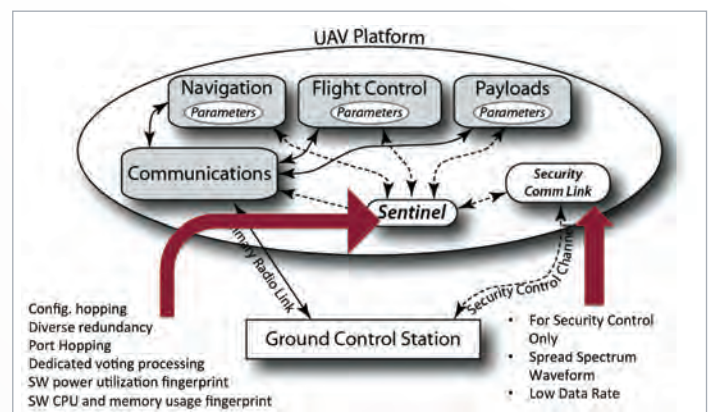 UAV Platform
Navigation
Parameters
Flight Control
Parameters
Payloads
Parameters
Communications
Security
Comm Link
Sentinel
Radio Link
Security Control Channel
Ground Control Station
Config. hopping
Diverse redundancy
Port Hopping
Dedicated voting processing
SW power utilization fingerprint
SW CPU and memory usage fingerprint
• For Security Control
Only
• Spread Spectrum
Waveform
• Low Data Rate